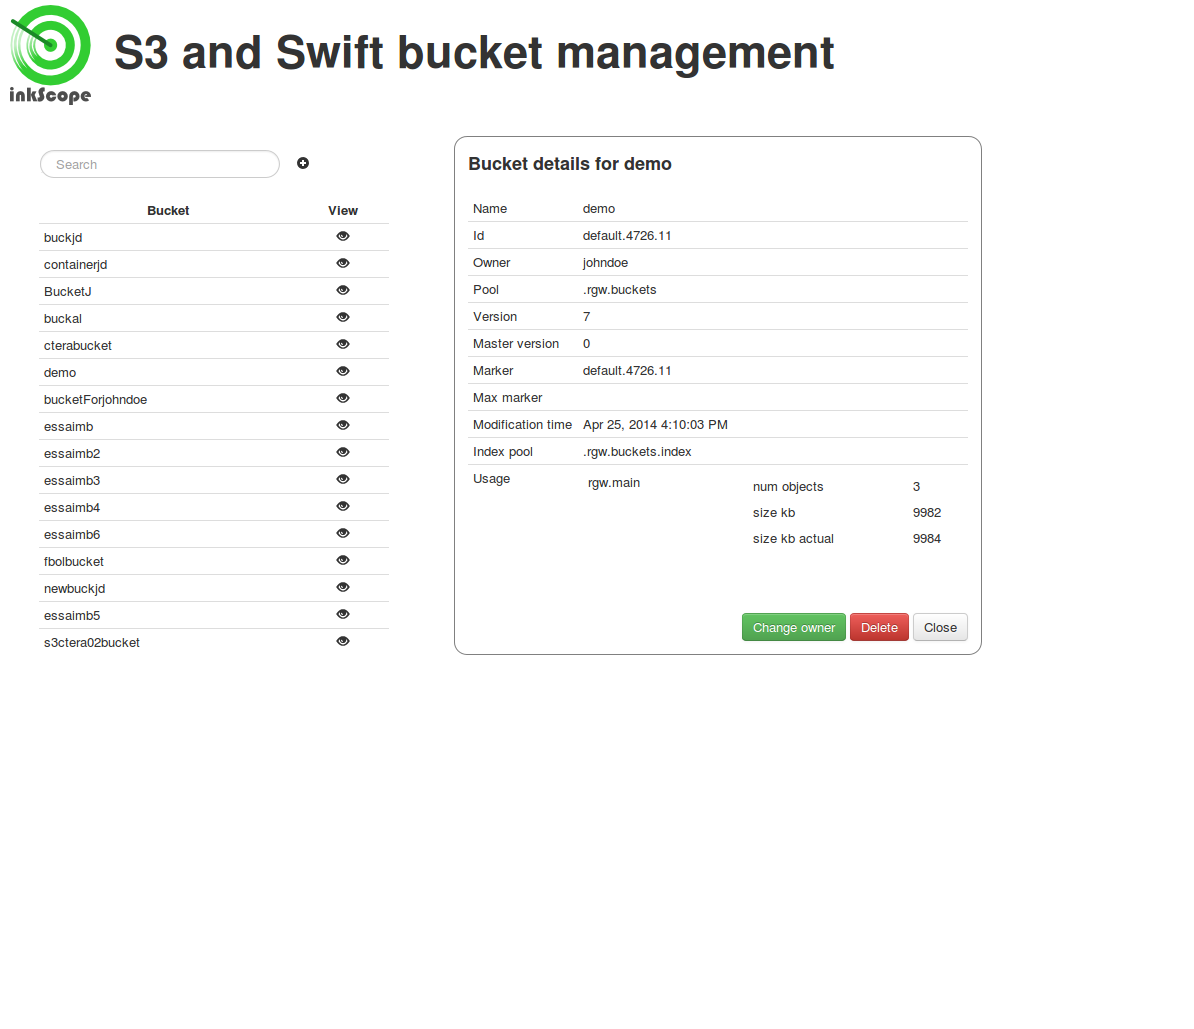 S3 and Swift bucket management
inkScope
Search
Bucket View
buckjd
containerjd
BucketJ
buckal
cterabucket
demo
bucketForjohndoe
essaimb
essaimb2
essaimb3
essaimb4
essaimb6
fbolbucket
newbuckjd
essaimb5
s3ctera02bucket
Bucket details for demo
Name demo
Id default.4726.11
Owner johndoe
Pool .rgw.buckets
Version 7
Master version 0
Marker default.4726.11
Max marker
Modification time Apr 25, 2014 4:10:03 PM
Index pool .rgw.buckets.index
Usage rgw.main num objects 3
size kb 9982
size kb actual 9984
Change owner Delete Close